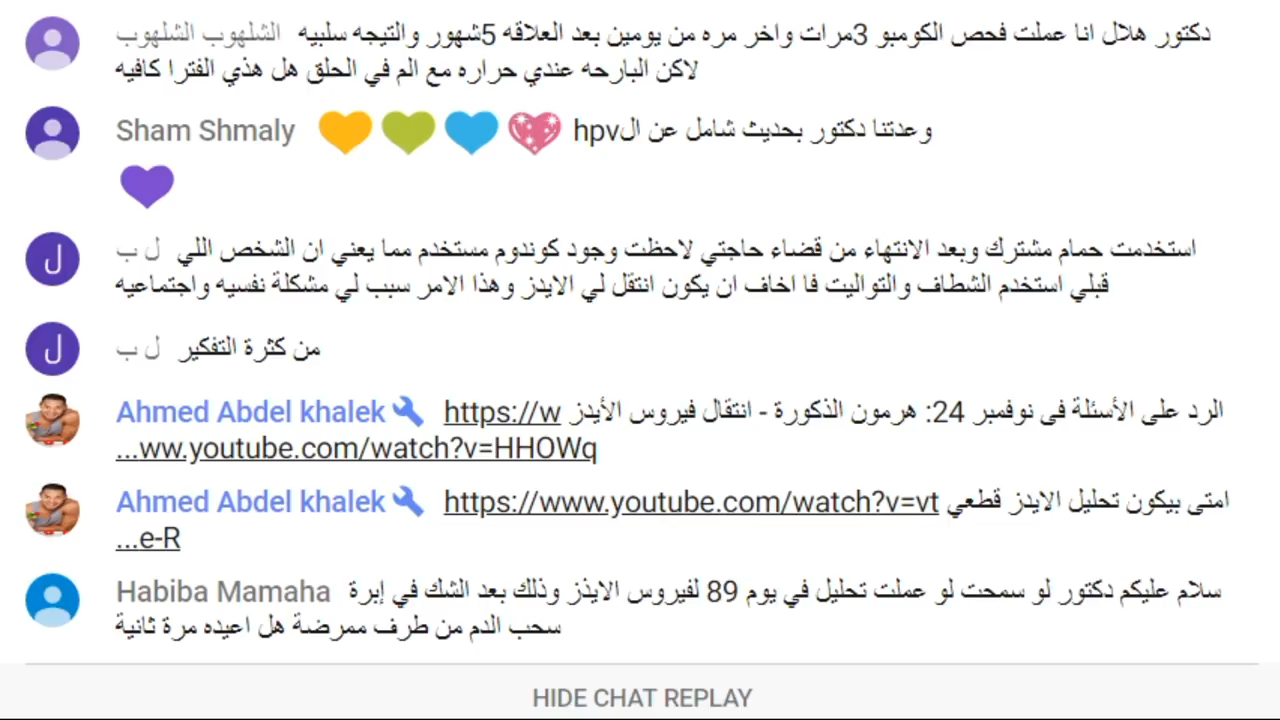 الشلهوب الشلهوب دكتور هلال انا عملت فحص الكومبو 3مرات واخر مره من يومين بعد العلاقه 5شهور والتيجه سلبيه
لاكن البارحه عندي حراره مع الم في الحلق هل هذي الفترا كافيه
Sham Shmaly 🧡💚💙💖 وعدتنا دكتور بحديث شامل عن الhpv
💜
ل
ل ب استخدمت حمام مشترك وبعد الانتهاء من قضاء حاجتي لاحظت وجود كوندوم مستخدم مما يعني ان الشخص اللي
قبلي استخدم الشطاف والتواليت فا اخاف ان يكون انتقل لي الايدز وهذا الامر سبب لي مشكلة نفسيه واجتماعيه
ل
ل ب من كثرة التفكير
Ahmed Abdel khalek الرد على الأسئلة فى نوفمبر 24: هرمون الذكورة - انتقال فيروس الأيدز https://w
ww.youtube.com/watch?v=HHOWq...
Ahmed Abdel khalek امتى بيكون تحليل الايدز قطعي https://www.youtube.com/watch?v=vt
e-R...
Habiba Mamaha سلام عليكم دكتور لو سمحت لو عملت تحليل في يوم 89 لفيروس الايذز وذلك بعد الشك في إبرة
سحب الدم من طرف ممرضة هل اعيده مرة ثانية
HIDE CHAT REPLAY